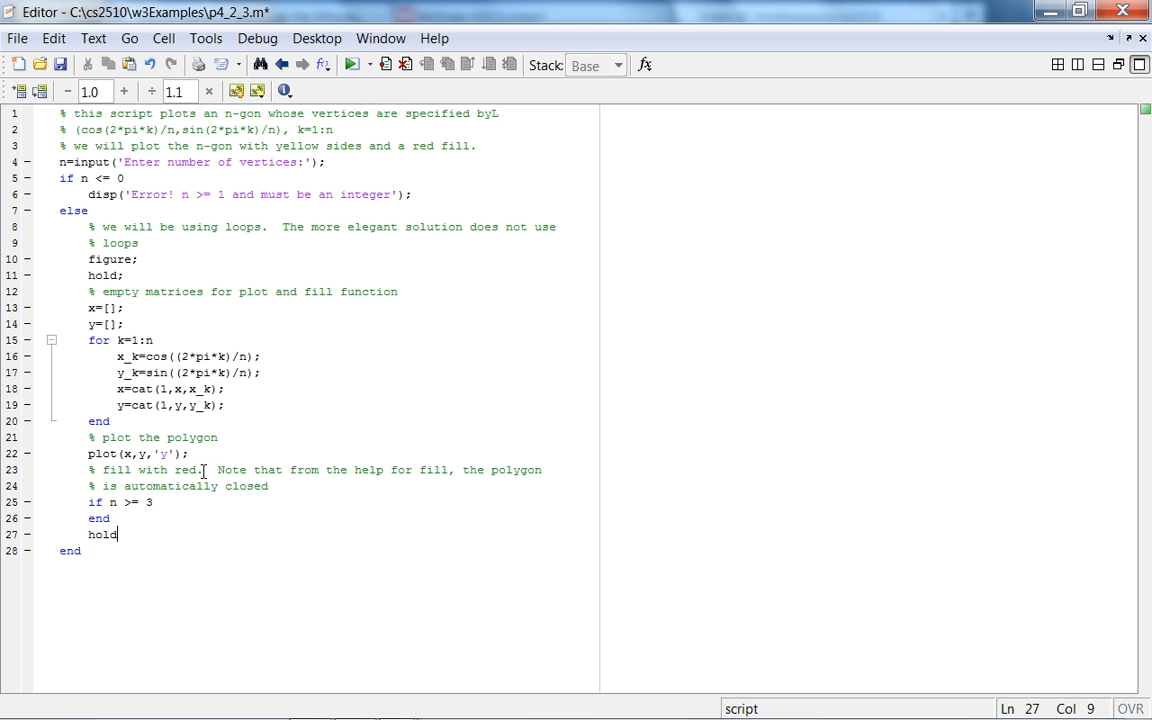 Editor - C:\cs2510\w3Examples\p4_2_3.m*
File Edit Text Go Cell Tools Debug Desktop Window Help
Stack: Base fx
− 1.0 + ÷ 1.1 ×
1 % this script plots an n-gon whose vertices are specified byL
2 % (cos(2*pi*k)/n,sin(2*pi*k)/n), k=1:n
3 % we will plot the n-gon with yellow sides and a red fill.
4 – n=input('Enter number of vertices:');
5 – if n <= 0
6 – disp('Error! n >= 1 and must be an integer');
7 – else
8 % we will be using loops.  The more elegant solution does not use
9 % loops
10 – figure;
11 – hold;
12 % empty matrices for plot and fill function
13 – x=[];
14 – y=[];
15 – for k=1:n
16 – x_k=cos((2*pi*k)/n);
17 – y_k=sin((2*pi*k)/n);
18 – x=cat(1,x,x_k);
19 – y=cat(1,y,y_k);
20 – end
21 % plot the polygon
22 – plot(x,y,'y');
23 % fill with red.  Note that from the help for fill, the polygon
24 % is automatically closed
25 – if n >= 3
26 – end
27 – hold
28 – end
script Ln 27 Col 9 OVR